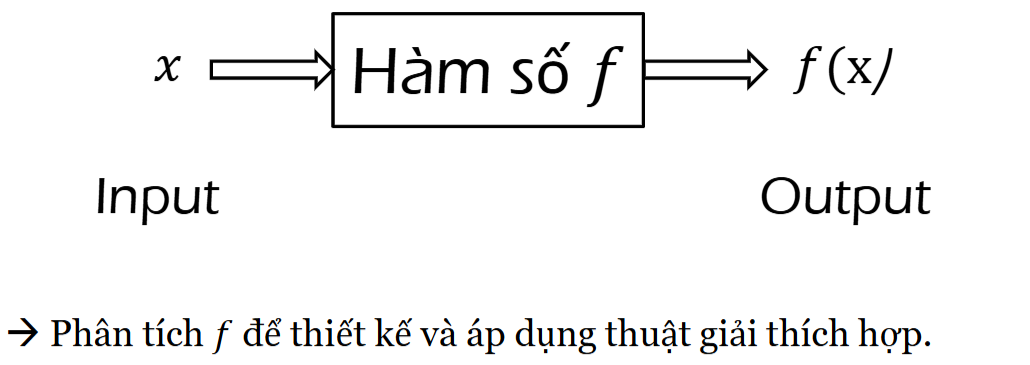 x Hàm số f f(x)
Input Output
→ Phân tích f để thiết kế và áp dụng thuật giải thích hợp.